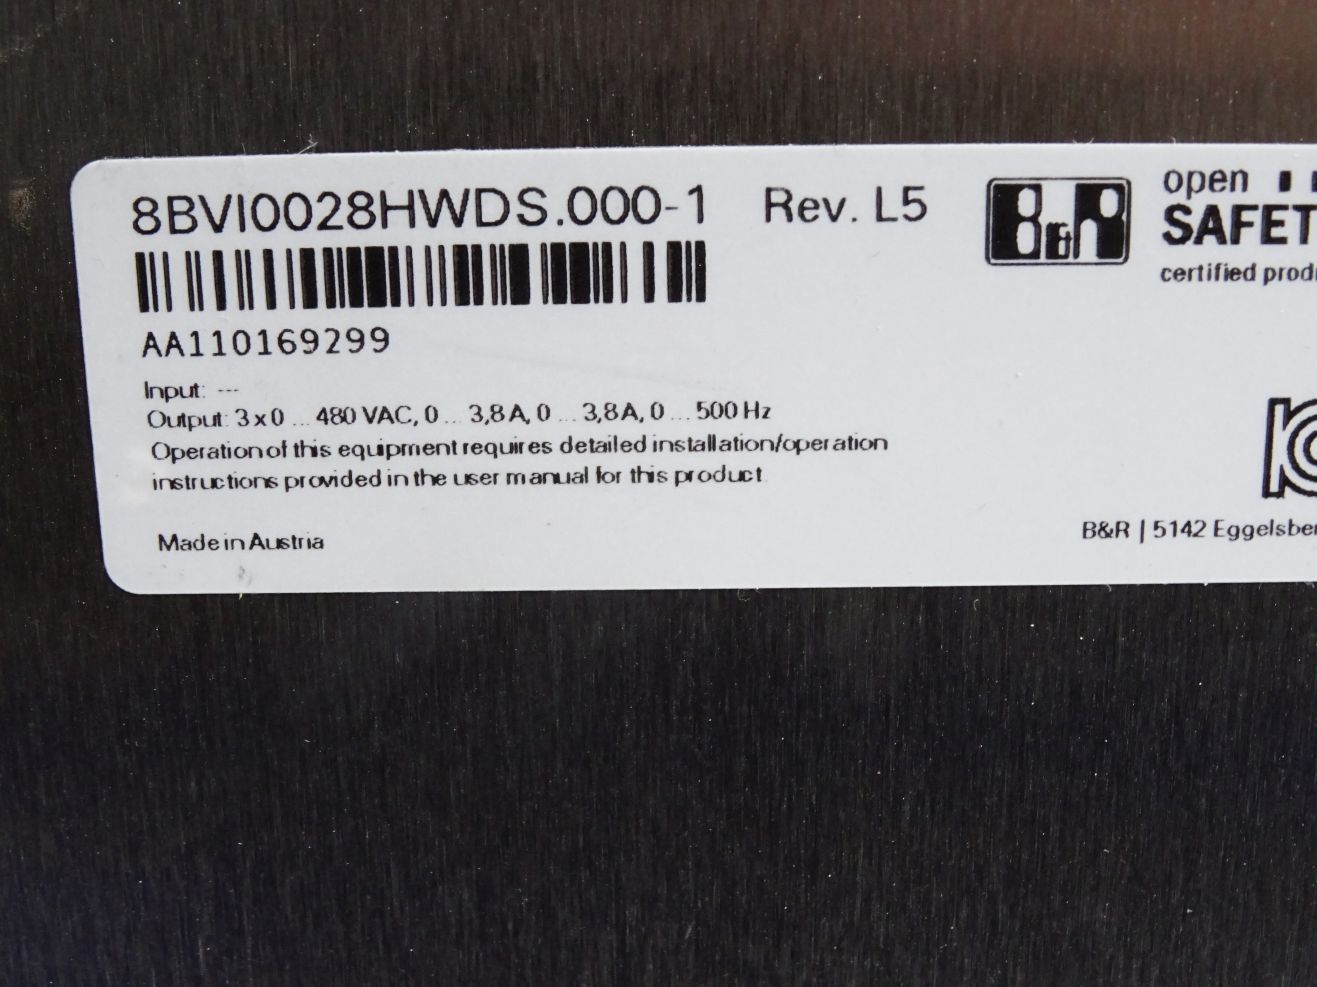 8BVI0028HWDS.000-1 Rev. L5
B&R
open
SAFET
certified produ
AA110169299
Input: ---
Output: 3 x 0 ... 480 VAC, 0 ... 3,8 A, 0 ... 3,8 A, 0 ... 500 Hz
Operation of this equipment requires detailed installation/operation
instructions provided in the user manual for this product.
Made in Austria
B&R | 5142 Eggelsber